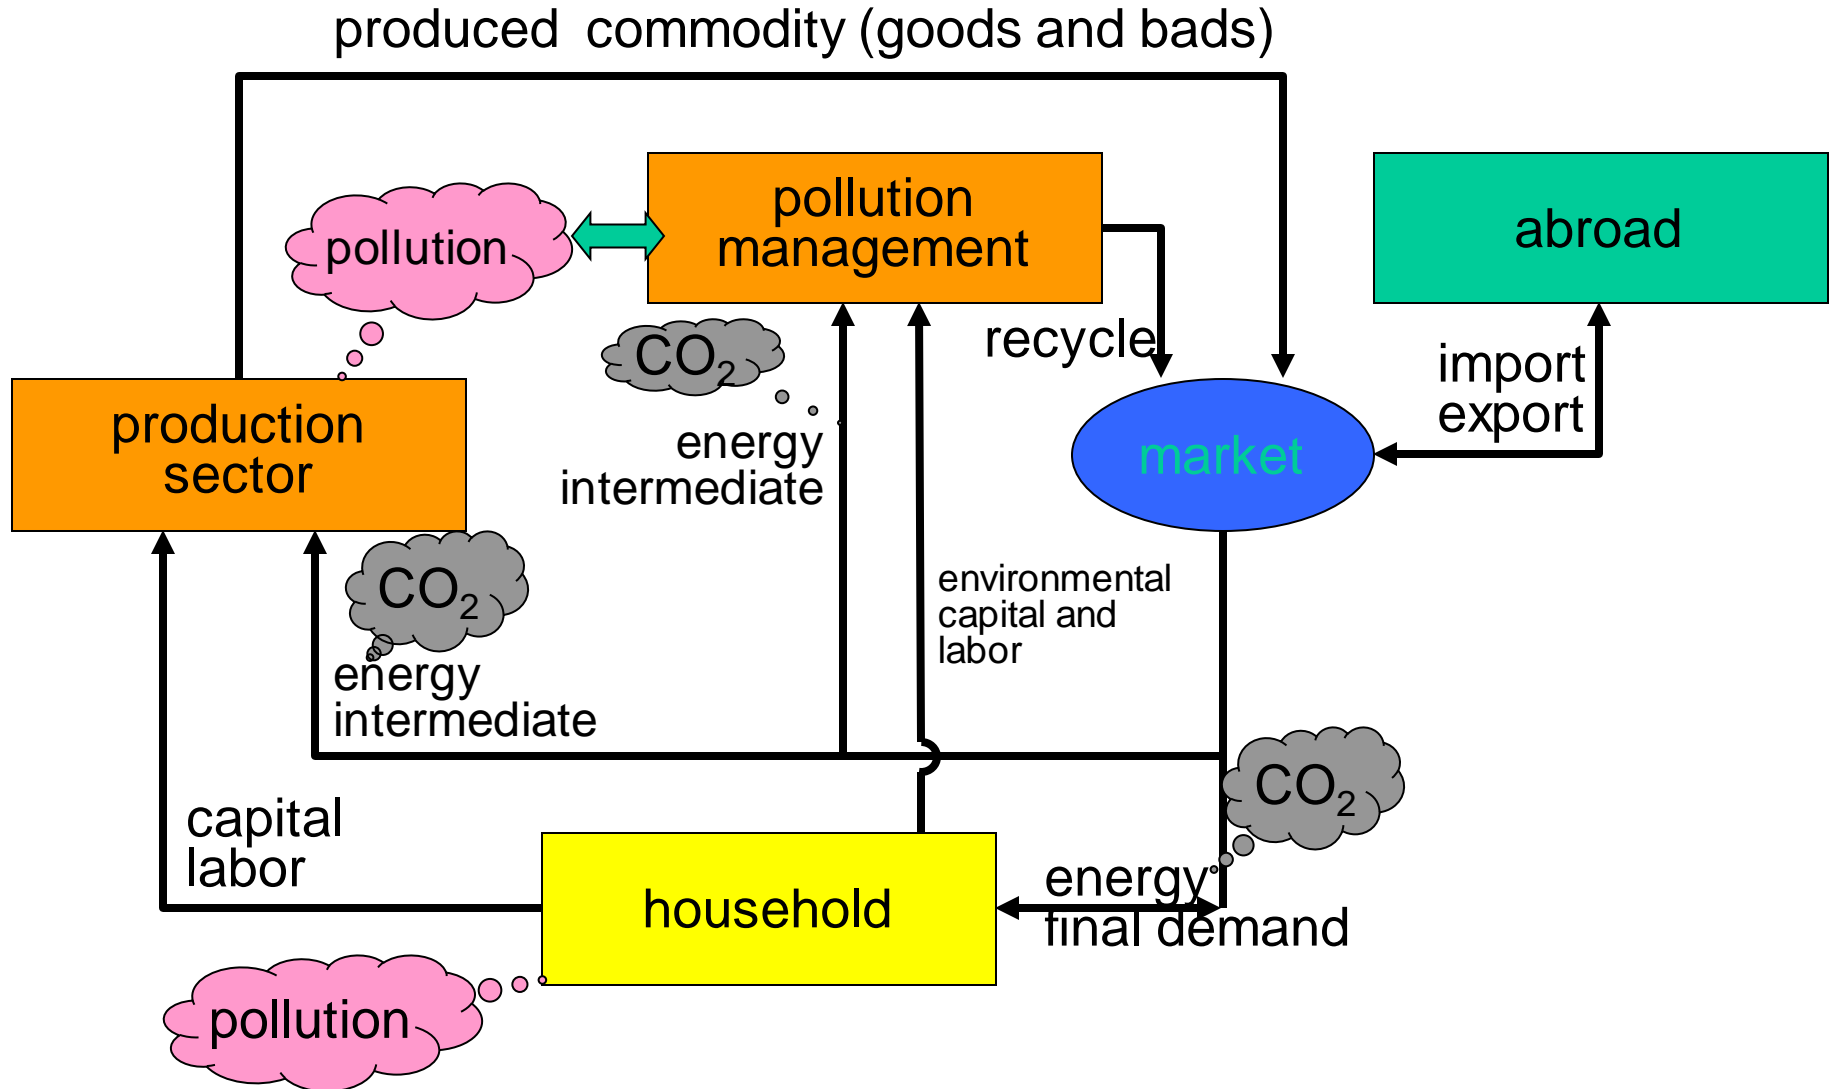 produced commodity (goods and bads)
pollution
management
abroad
pollution
recycle
CO₂
import
export
production
sector
energy
intermediate
market
CO₂
environmental
capital and
labor
energy
intermediate
CO₂
capital
labor
household
energy
final demand
pollution